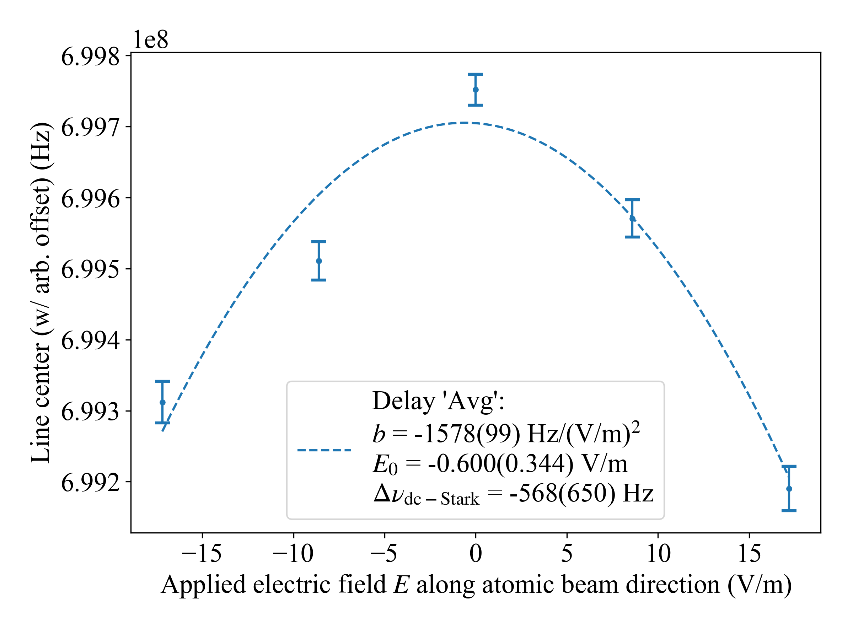 1e8
6.998
6.997
6.996
6.995
6.994
6.993
6.992
Line center (w/ arb. offset) (Hz)
Delay 'Avg':
b = -1578(99) Hz/(V/m)²
E₀ = -0.600(0.344) V/m
Δν_dc − Stark = -568(650) Hz
−15 −10 −5 0 5 10 15
Applied electric field E along atomic beam direction (V/m)